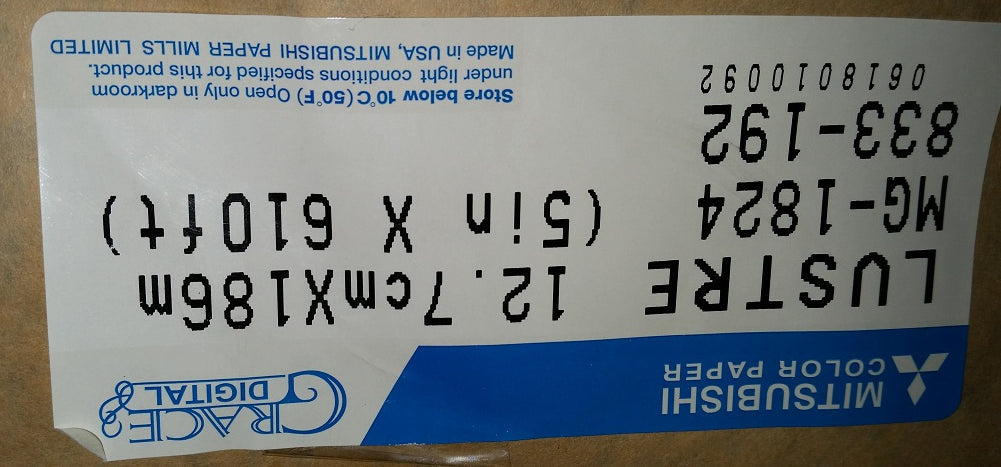 MITSUBISHI
COLOR PAPER
GRACE
DIGITAL
LUSTRE 12.7cmX186m
MG-1824 (5in X 610ft)
833-192
0618010092
Store below 10°C (50°F) Open only in darkroom
under light conditions specified for this product.
Made in USA, MITSUBISHI PAPER MILLS LIMITED